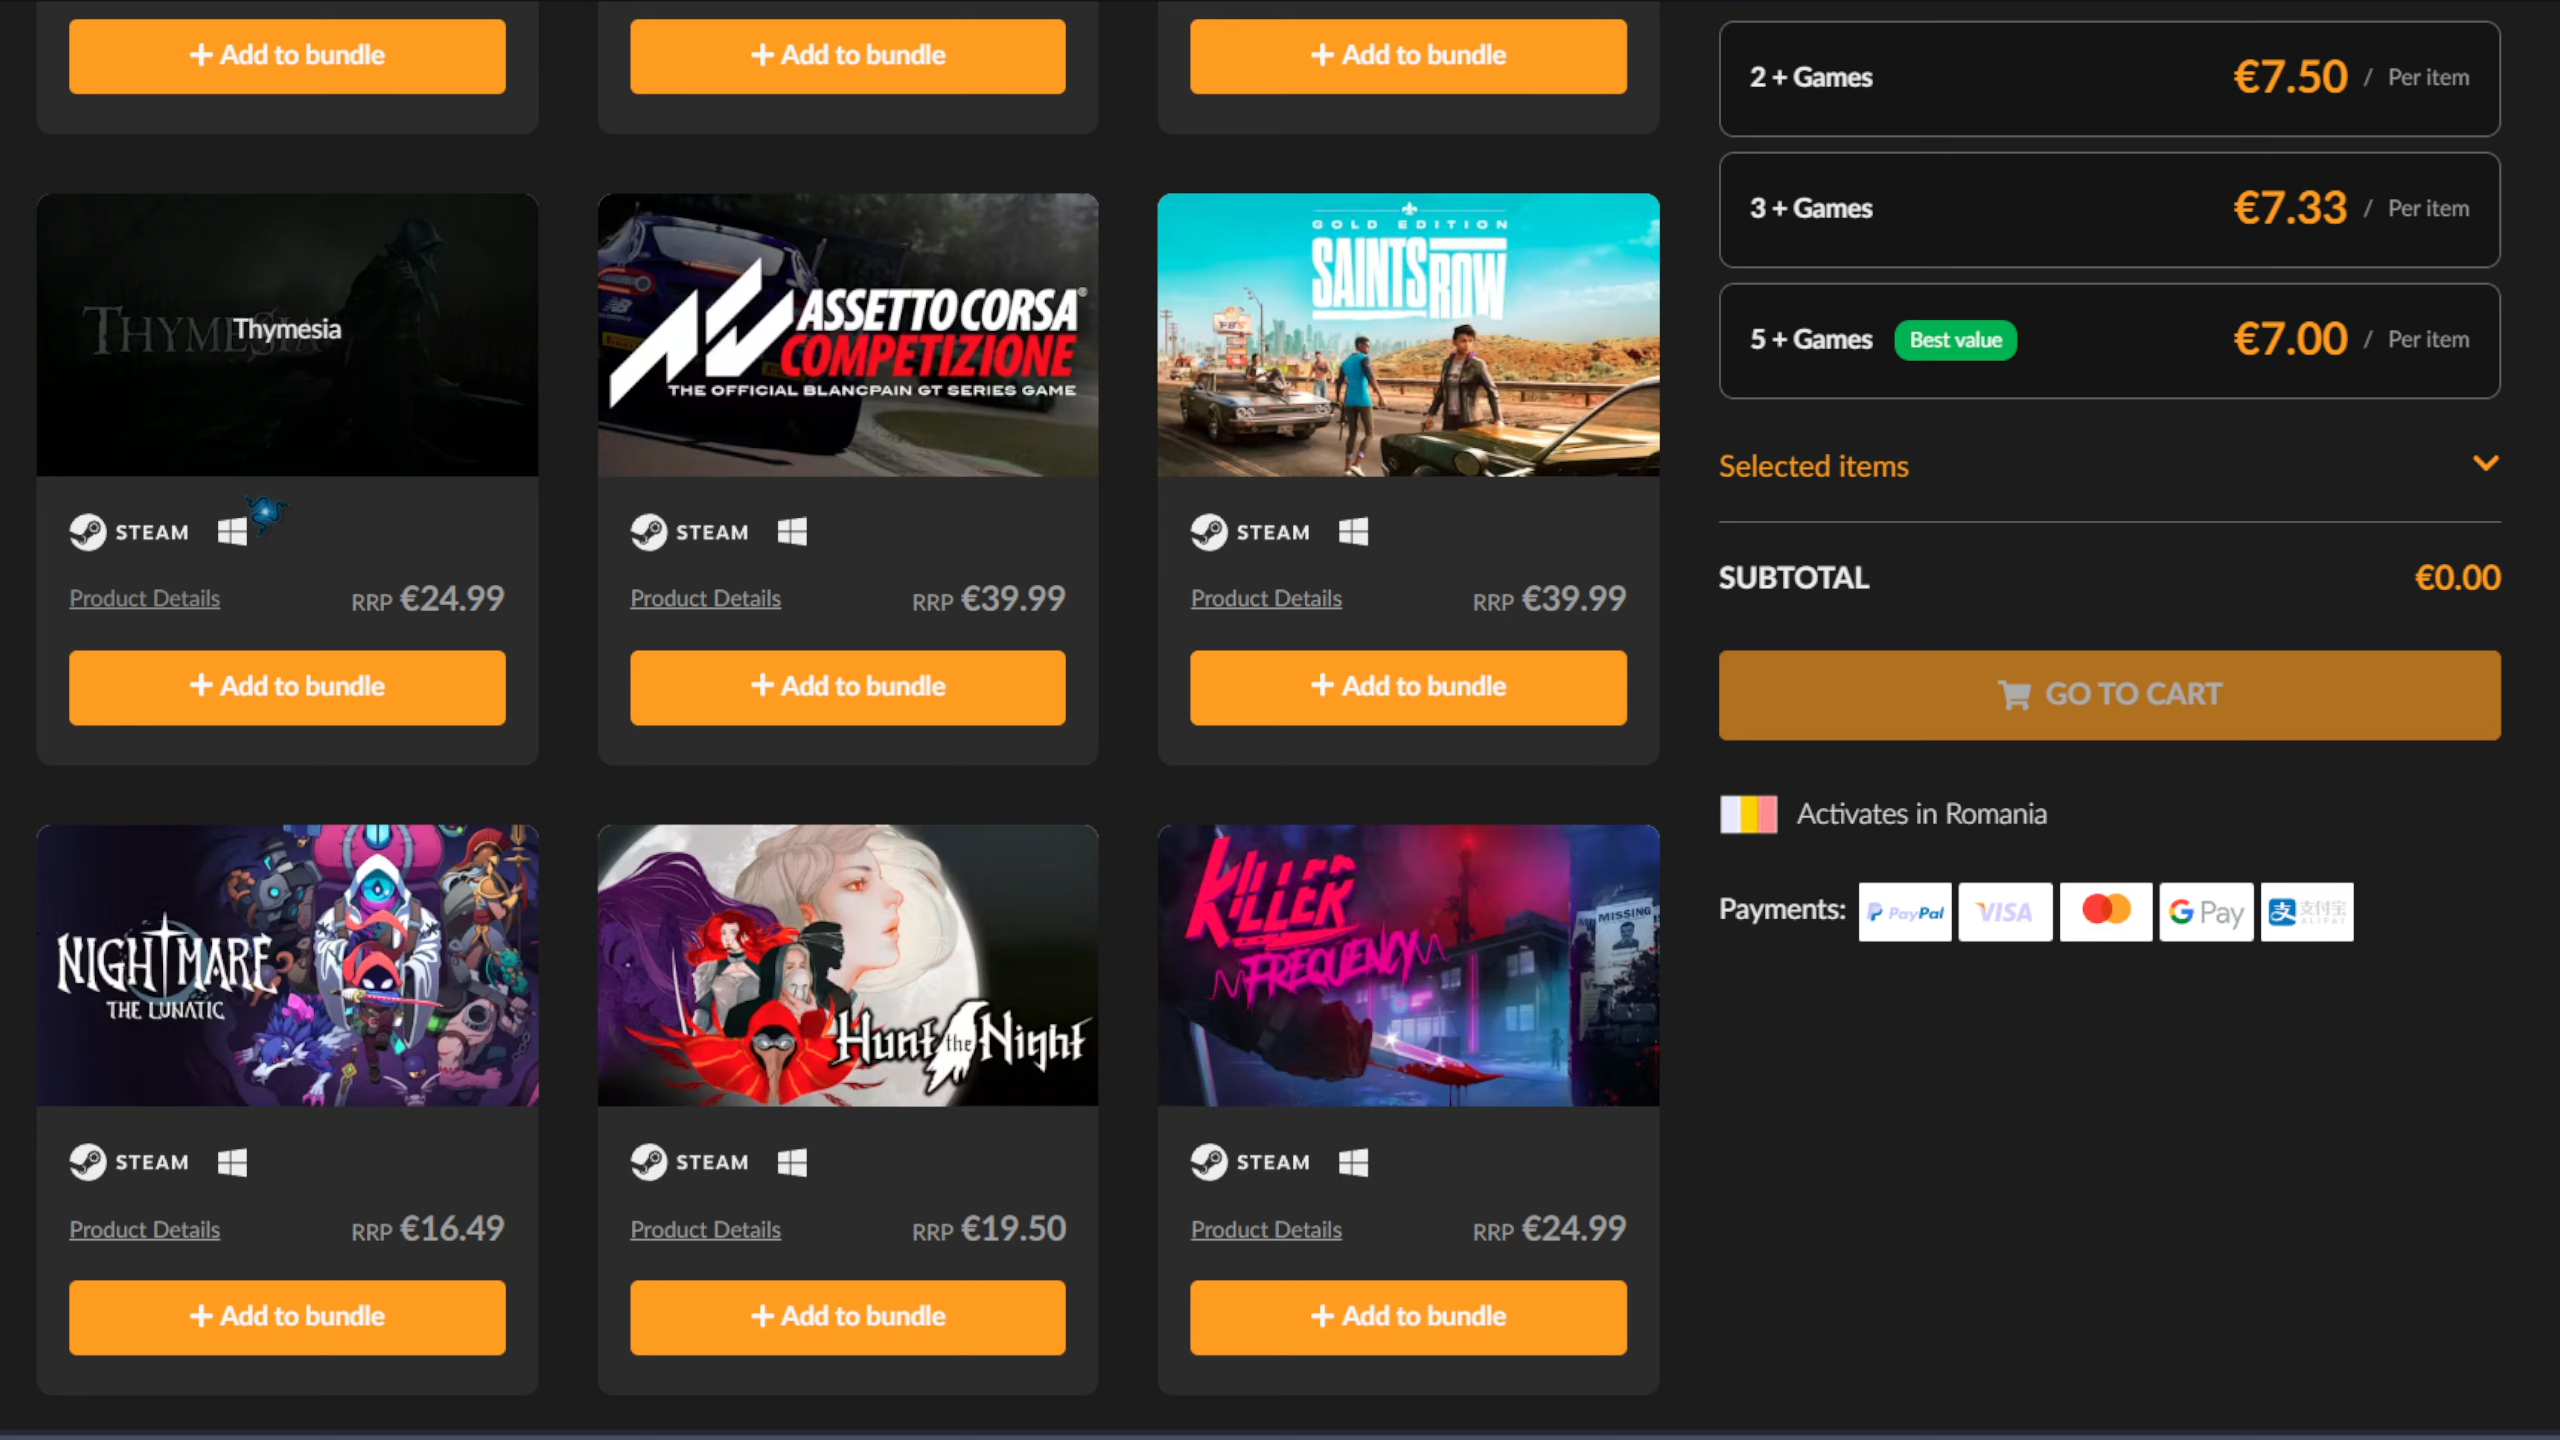 + Add to bundle
+ Add to bundle
+ Add to bundle
THYMES
Thymesia
STEAM
Product Details
RRP €24.99
+ Add to bundle
ASSETTO CORSA®
COMPETIZIONE
THE OFFICIAL BLANCPAIN GT SERIES GAME
STEAM
Product Details
RRP €39.99
+ Add to bundle
GOLD EDITION
SAINTS ROW
STEAM
Product Details
RRP €39.99
+ Add to bundle
NIGHTMARE
THE LUNATIC
STEAM
Product Details
RRP €16.49
+ Add to bundle
Hunt the Night
STEAM
Product Details
RRP €19.50
+ Add to bundle
KILLER
FREQUENCY
MISSING
STEAM
Product Details
RRP €24.99
+ Add to bundle
2 + Games €7.50 / Per item
3 + Games €7.33 / Per item
5 + Games Best value €7.00 / Per item
Selected items
SUBTOTAL €0.00
GO TO CART
Activates in Romania
Payments: PayPal VISA G Pay 支 支付宝
ALIPAY